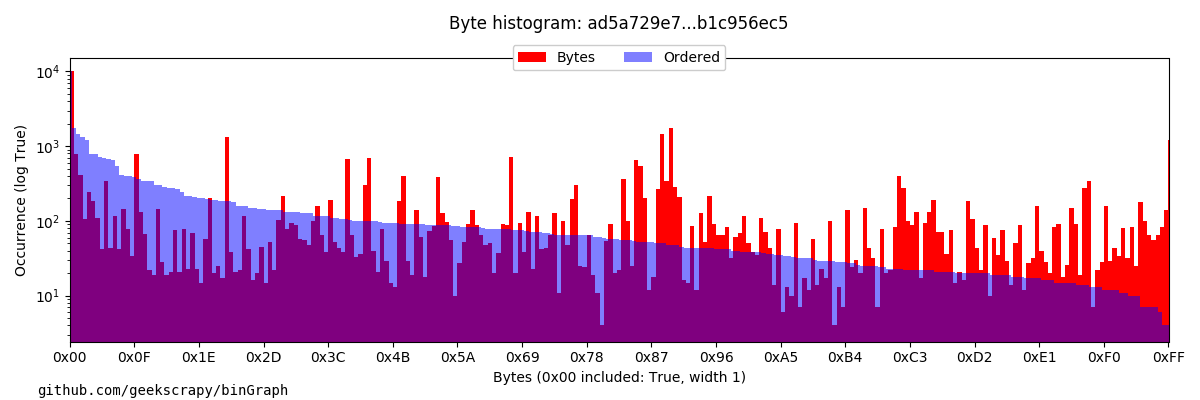 Byte histogram: ad5a729e7...b1c956ec5
Bytes Ordered
Occurrence (log True)
10⁴
10³
10²
10¹
0x00 0x0F 0x1E 0x2D 0x3C 0x4B 0x5A 0x69 0x78 0x87 0x96 0xA5 0xB4 0xC3 0xD2 0xE1 0xF0 0xFF
Bytes (0x00 included: True, width 1)
github.com/geekscrapy/binGraph